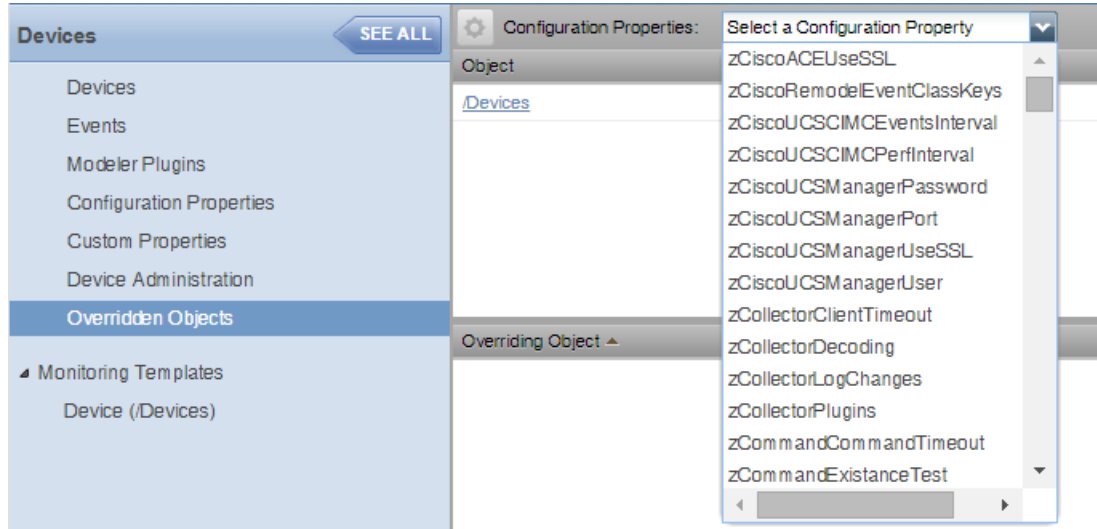 Devices
SEE ALL
Devices
Events
Modeler Plugins
Configuration Properties
Custom Properties
Device Administration
Overridden Objects
Monitoring Templates
Device (/Devices)
Configuration Properties:
Select a Configuration Property
Object
/Devices
Overriding Object
zCiscoACEUseSSL
zCiscoRemodelEventClassKeys
zCiscoUCSCIMCEventsInterval
zCiscoUCSCIMCPerfInterval
zCiscoUCSManagerPassword
zCiscoUCSManagerPort
zCiscoUCSManagerUseSSL
zCiscoUCSManagerUser
zCollectorClientTimeout
zCollectorDecoding
zCollectorLogChanges
zCollectorPlugins
zCommandCommandTimeout
zCommandExistanceTest